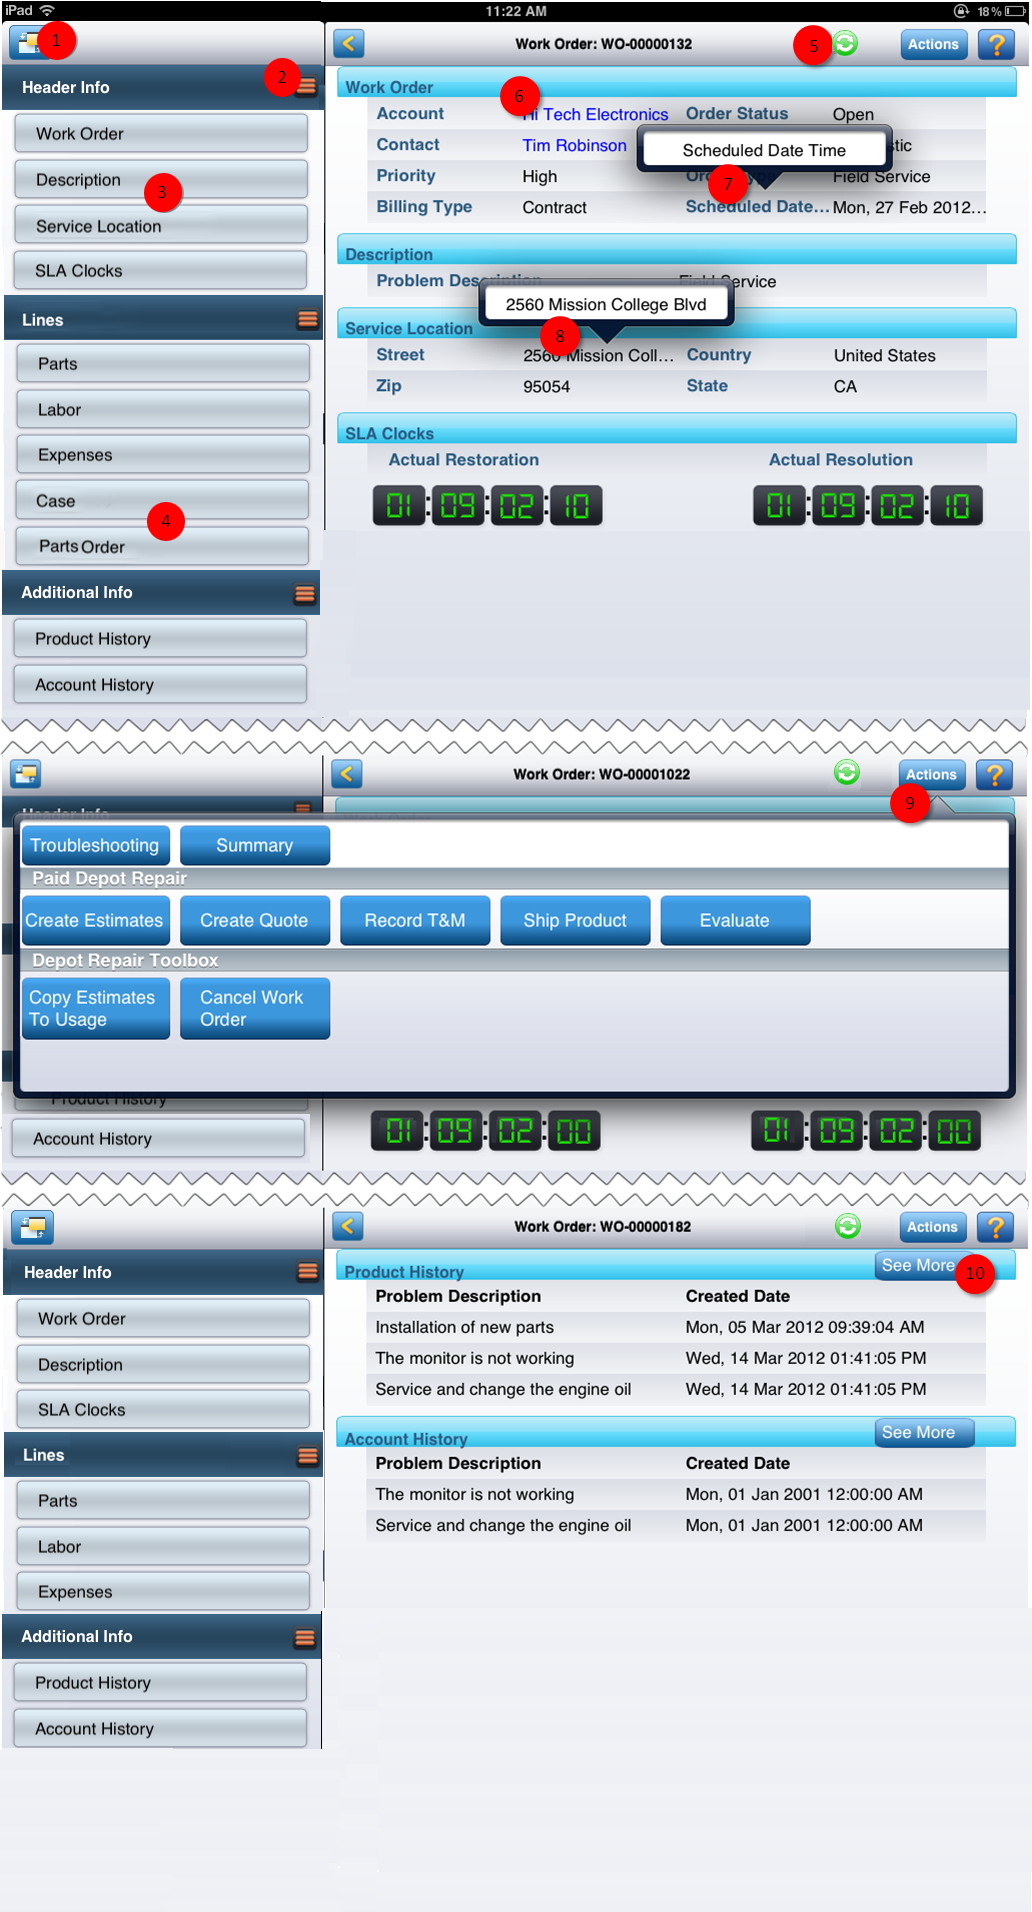 iPad 11:22 AM 18%
1
Work Order: WO-00000132
5
Actions
?
Header Info
2
Work Order
Description
3
Service Location
SLA Clocks
Lines
Parts
Labor
Expenses
Case
4
Parts Order
Additional Info
Product History
Account History
Work Order
6
Account Hi Tech Electronics Order Status Open
Contact Tim Robinson
Scheduled Date Time
Priority High Field Service
7
Billing Type Contract Scheduled Date... Mon, 27 Feb 2012...
Description
Problem Description Field Service
2560 Mission College Blvd
Service Location
8
Street 2560 Mission Coll... Country United States
Zip 95054 State CA
SLA Clocks
Actual Restoration Actual Resolution
01:09:02:10 01:09:02:10
Work Order: WO-00001022
Actions
?
9
Header Info
Troubleshooting Summary
Paid Depot Repair
Create Estimates Create Quote Record T&M Ship Product Evaluate
Depot Repair Toolbox
Copy Estimates
To Usage
Cancel Work
Order
Product History
Account History
01:09:02:00 01:09:02:00
Work Order: WO-00000182
Actions
?
Header Info
Work Order
Description
SLA Clocks
Lines
Parts
Labor
Expenses
Additional Info
Product History
Account History
Product History See More
10
Problem Description Created Date
Installation of new parts Mon, 05 Mar 2012 09:39:04 AM
The monitor is not working Wed, 14 Mar 2012 01:41:05 PM
Service and change the engine oil Wed, 14 Mar 2012 01:41:05 PM
Account History See More
Problem Description Created Date
The monitor is not working Mon, 01 Jan 2001 12:00:00 AM
Service and change the engine oil Mon, 01 Jan 2001 12:00:00 AM